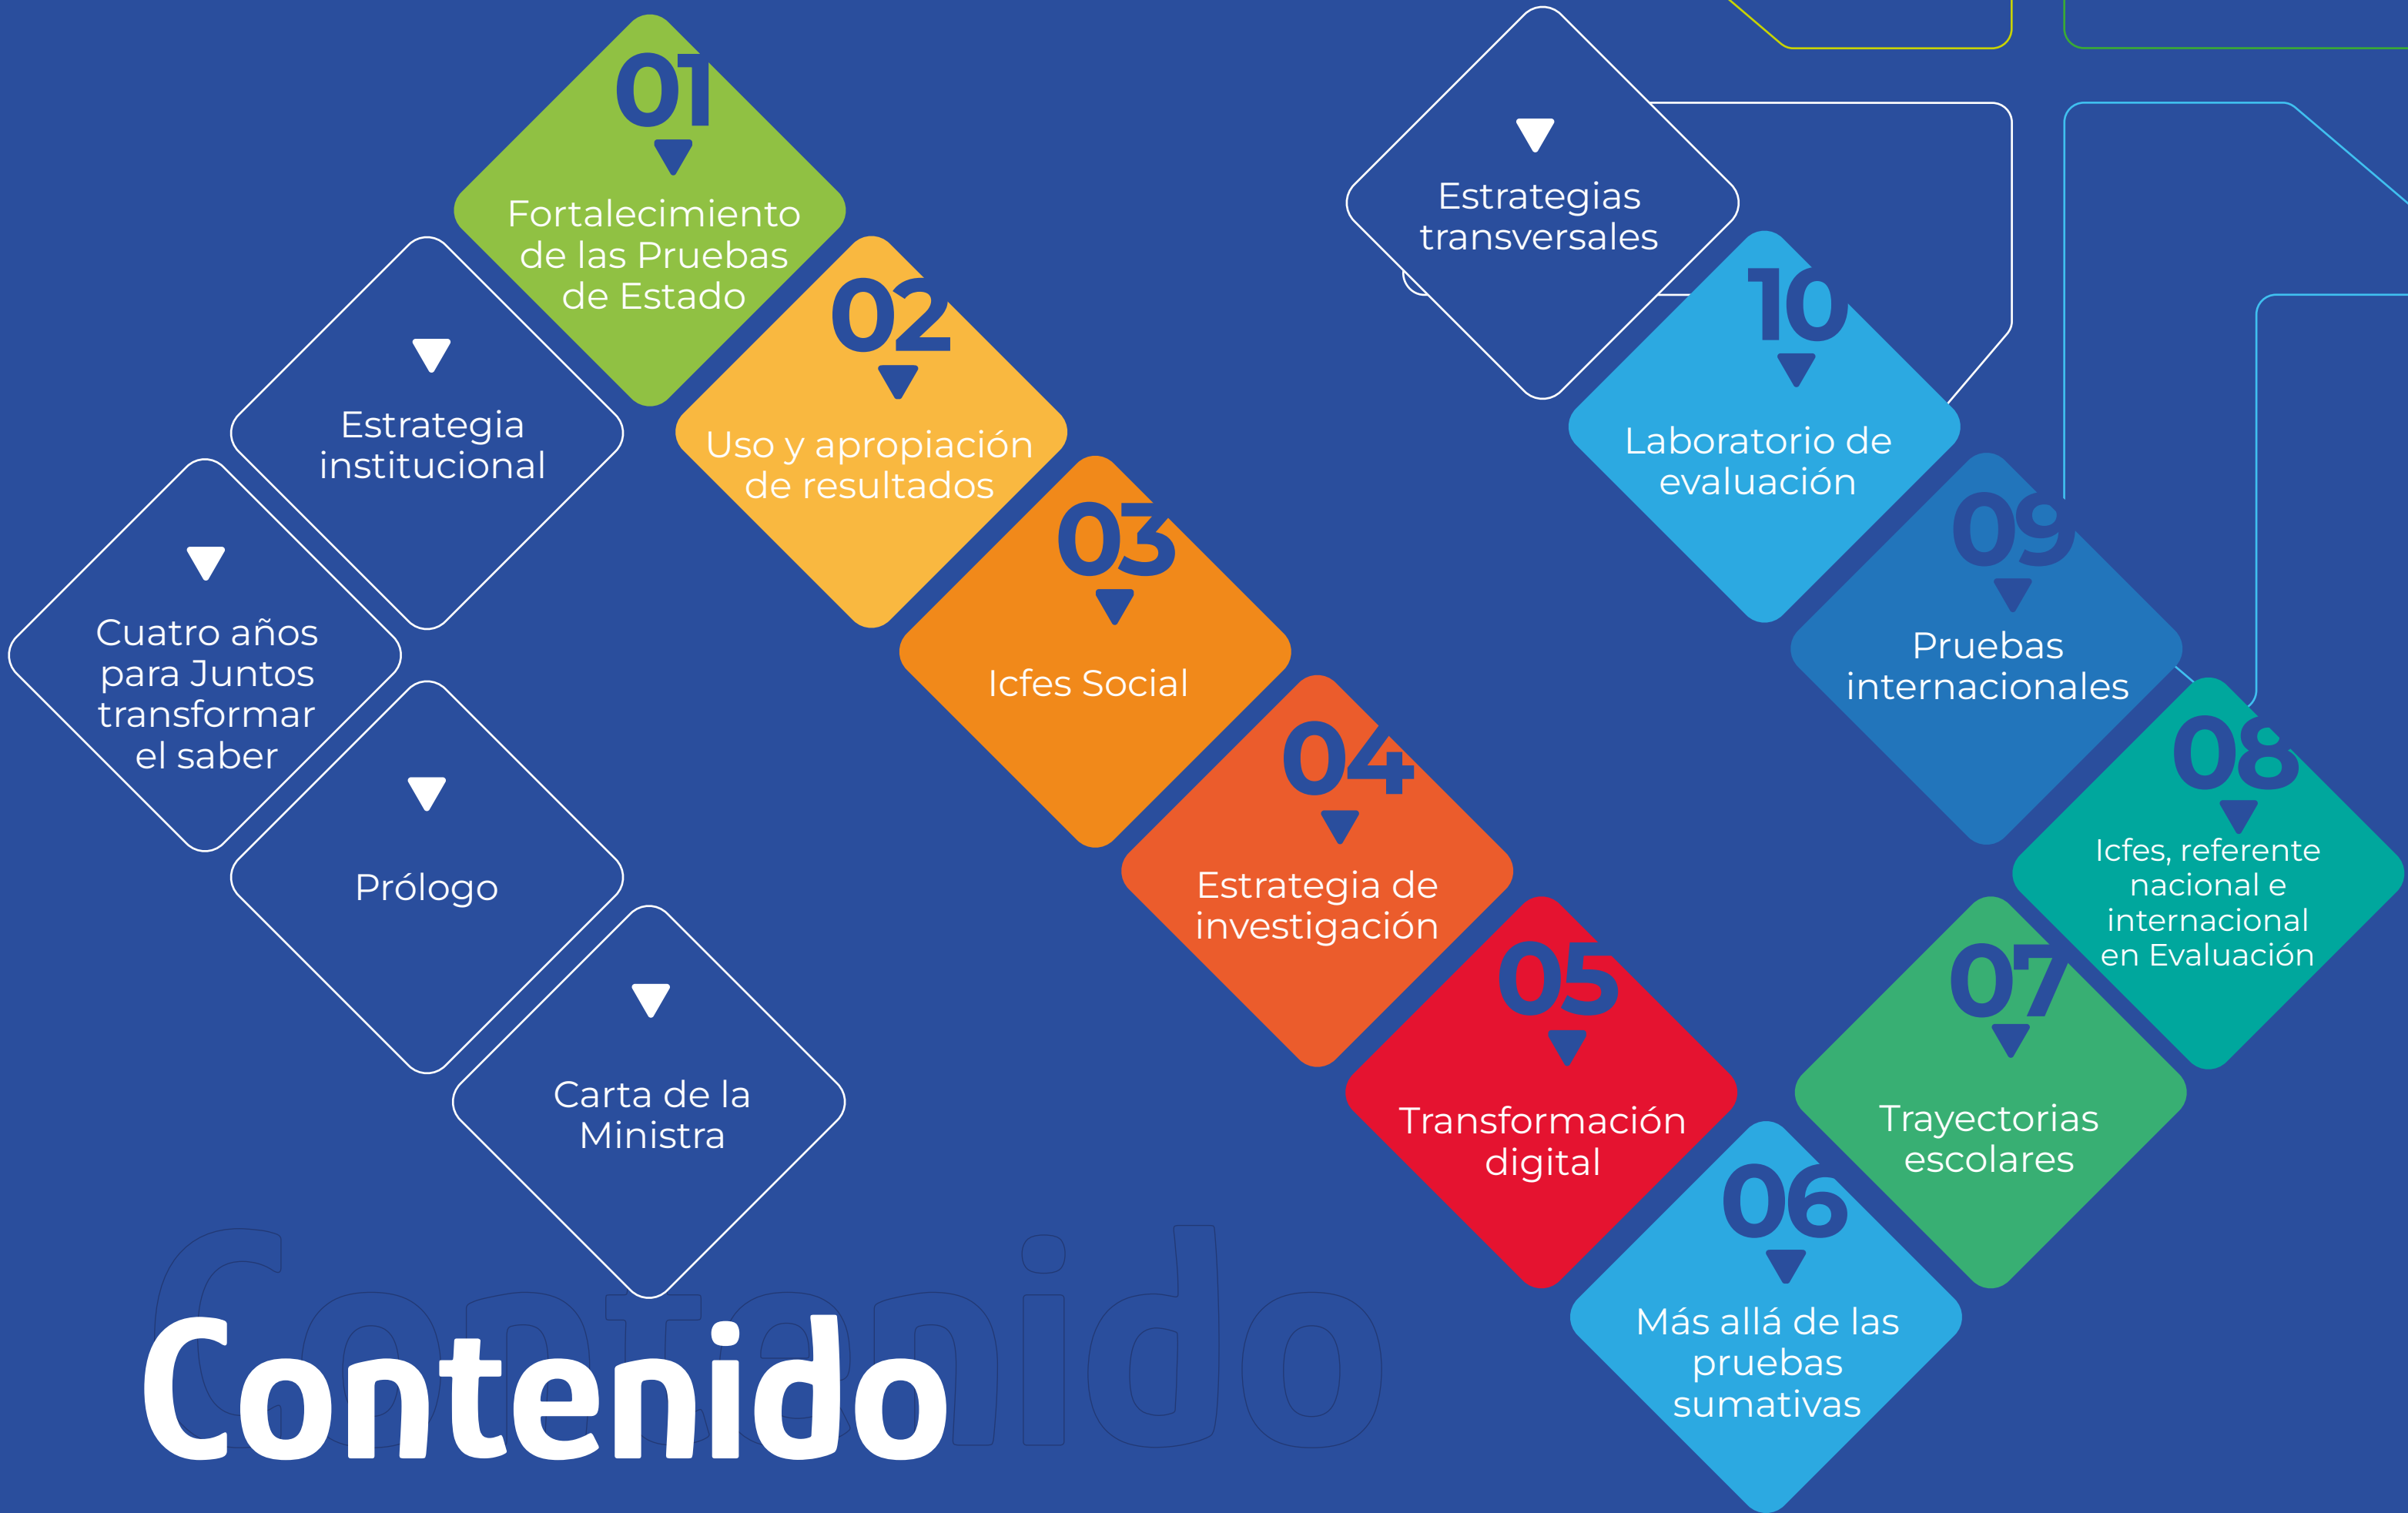 Contenido
Carta de la
Ministra
Prólogo
Cuatro años
para Juntos
transformar
el saber
Estrategia
institucional
01
Fortalecimiento
de las Pruebas
de Estado
02
Uso y apropiación
de resultados
03
Icfes Social
04
Estrategia de
investigación
05
Transformación
digital
06
Más allá de las
pruebas
sumativas
07
Trayectorias
escolares
08
Icfes, referente
nacional e
internacional
en Evaluación
09
Pruebas
internacionales
10
Laboratorio de
evaluación
Estrategias
transversales
Contenido